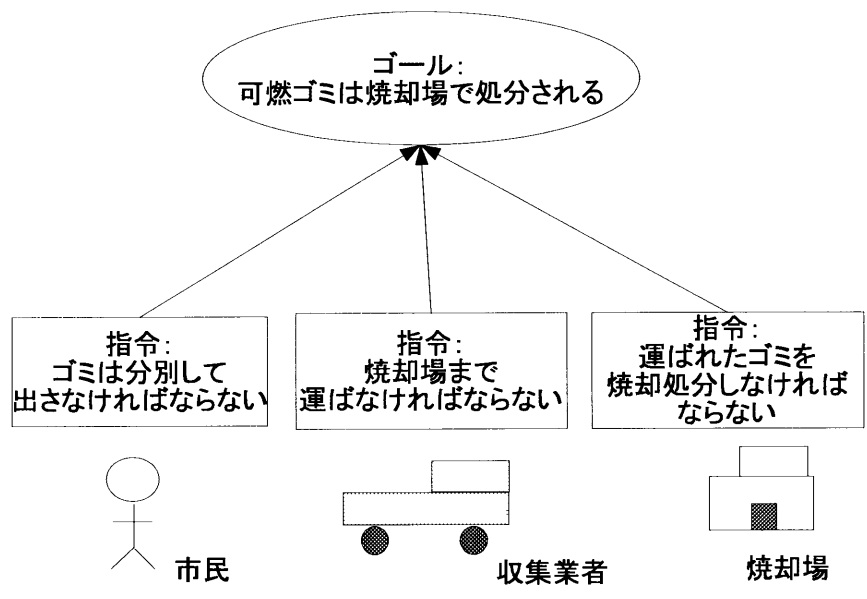 ゴール：
可燃ゴミは焼却場で処分される
指令：
ゴミは分別して
出さなければならない
指令：
焼却場まで
運ばなければならない
指令：
運ばれたゴミを
焼却処分しなければ
ならない
市民
収集業者
焼却場